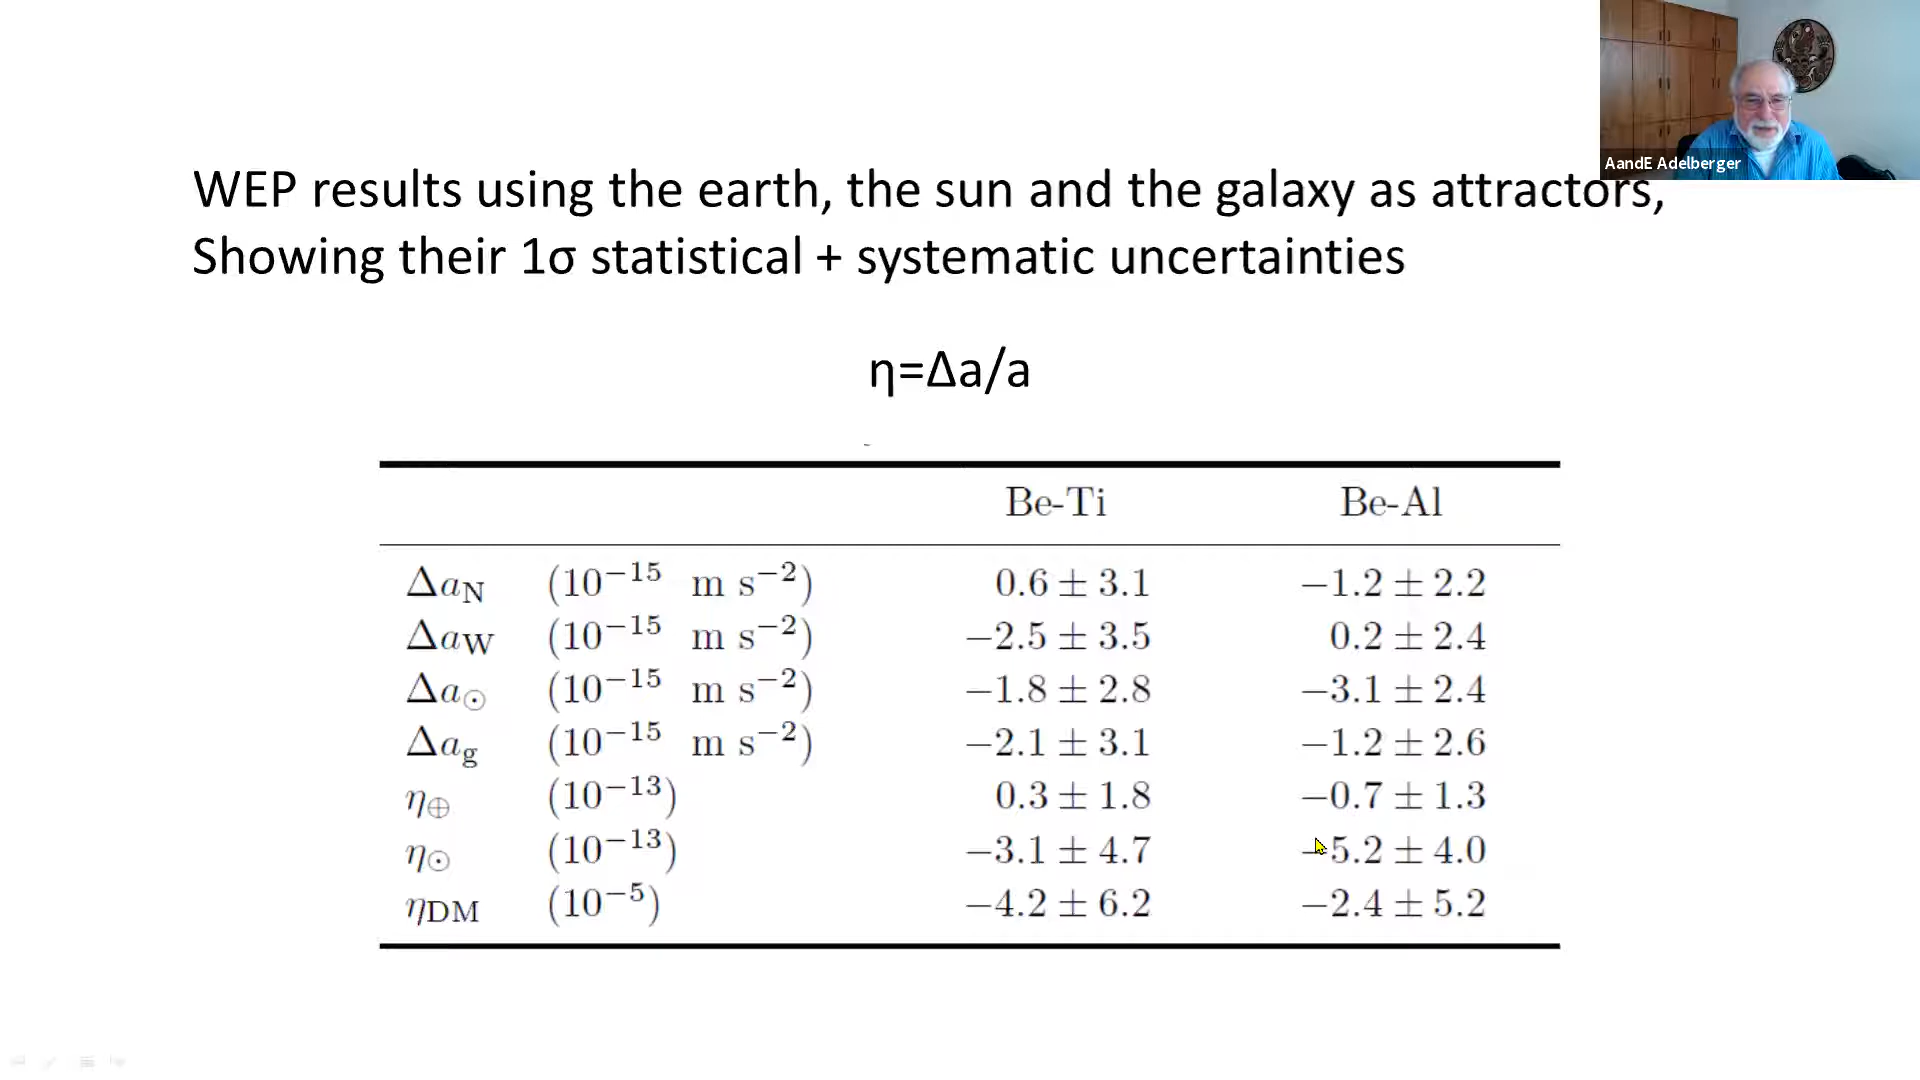 AandE Adelberger
WEP results using the earth, the sun and the galaxy as attractors,
Showing their 1σ statistical + systematic uncertainties
η=Δa/a
Be-Ti Be-Al
Δa_N (10^−15 m s^−2) 0.6 ± 3.1 −1.2 ± 2.2
Δa_W (10^−15 m s^−2) −2.5 ± 3.5 0.2 ± 2.4
Δa_⊙ (10^−15 m s^−2) −1.8 ± 2.8 −3.1 ± 2.4
Δa_g (10^−15 m s^−2) −2.1 ± 3.1 −1.2 ± 2.6
η_⊕ (10^−13) 0.3 ± 1.8 −0.7 ± 1.3
η_⊙ (10^−13) −3.1 ± 4.7 −5.2 ± 4.0
η_DM (10^−5) −4.2 ± 6.2 −2.4 ± 5.2